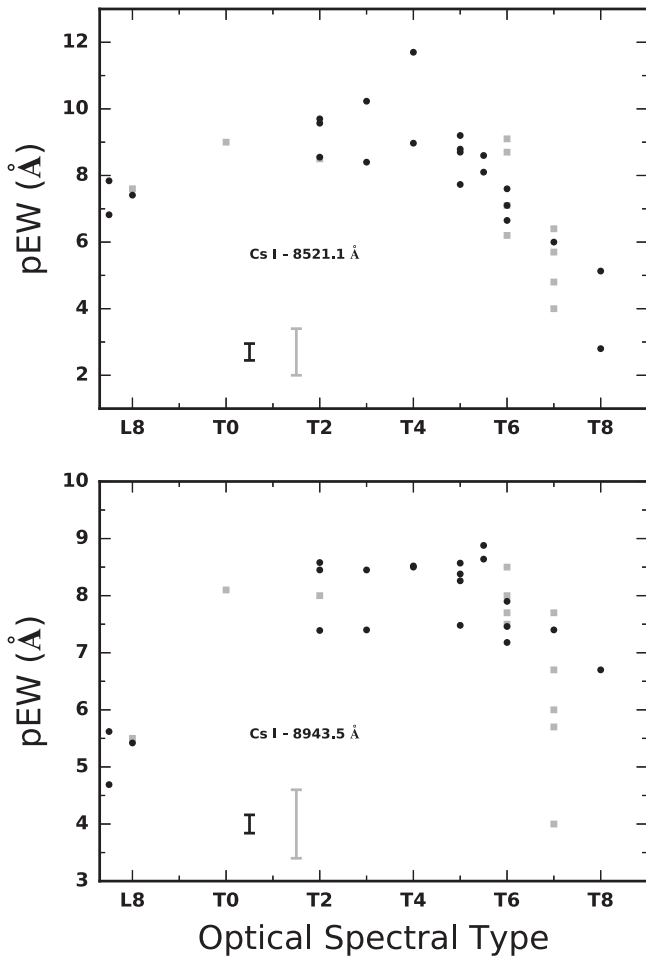 12
10
8
6
4
2
pEW (Å)
Cs I – 8521.1 Å
L8 T0 T2 T4 T6 T8
10
9
8
7
6
5
4
3
pEW (Å)
Cs I – 8943.5 Å
L8 T0 T2 T4 T6 T8
Optical Spectral Type